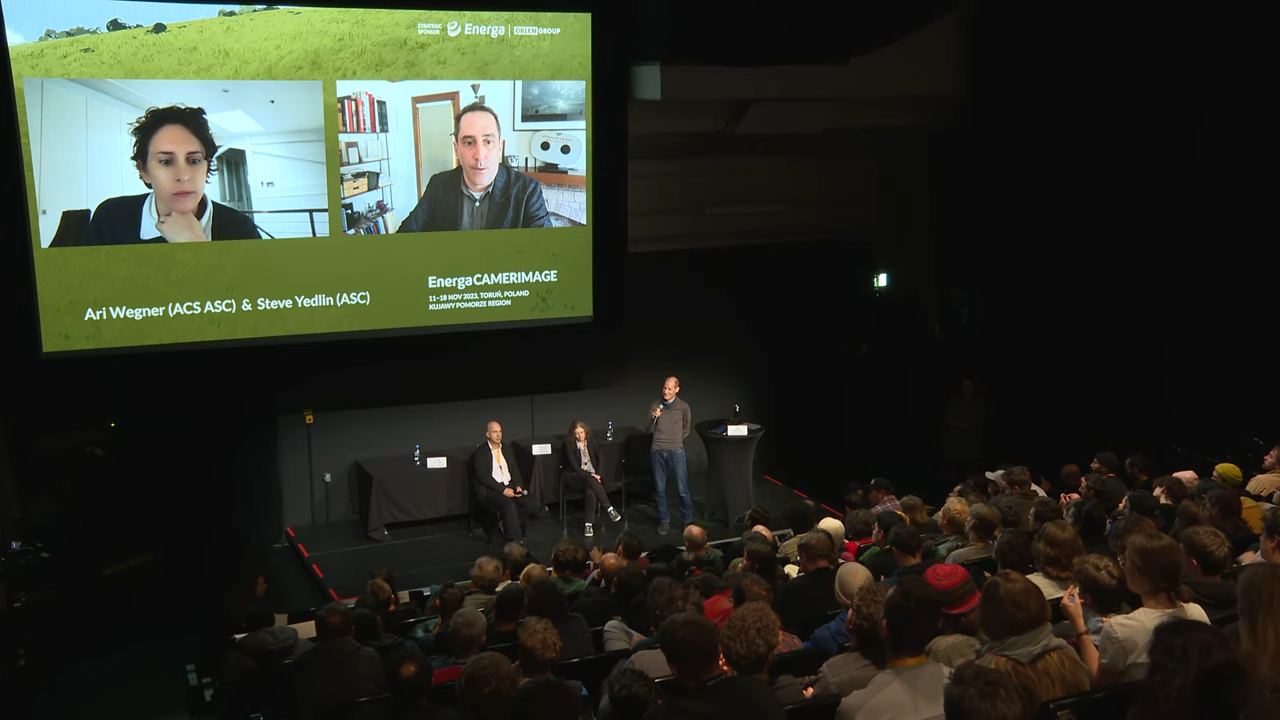 STRATEGIC
SPONSOR
Energa
ORLEN GROUP
Ari Wegner (ACS ASC) & Steve Yedlin (ASC)
EnergaCAMERIMAGE
11–18 NOV 2023, TORUŃ, POLAND
KUJAWY POMORZE REGION